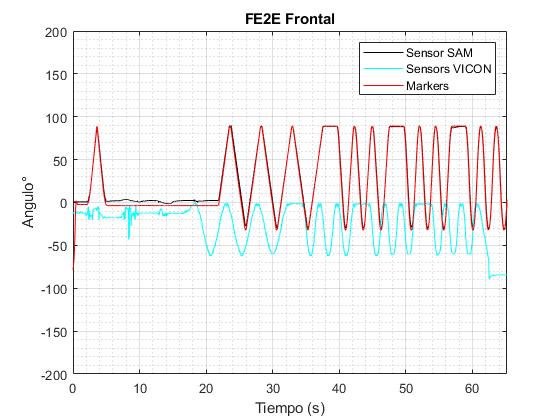 FE2E Frontal
200
150
100
50
0
-50
-100
-150
-200
Angulo°
Sensor SAM
Sensors VICON
Markers
0 10 20 30 40 50 60
Tiempo (s)